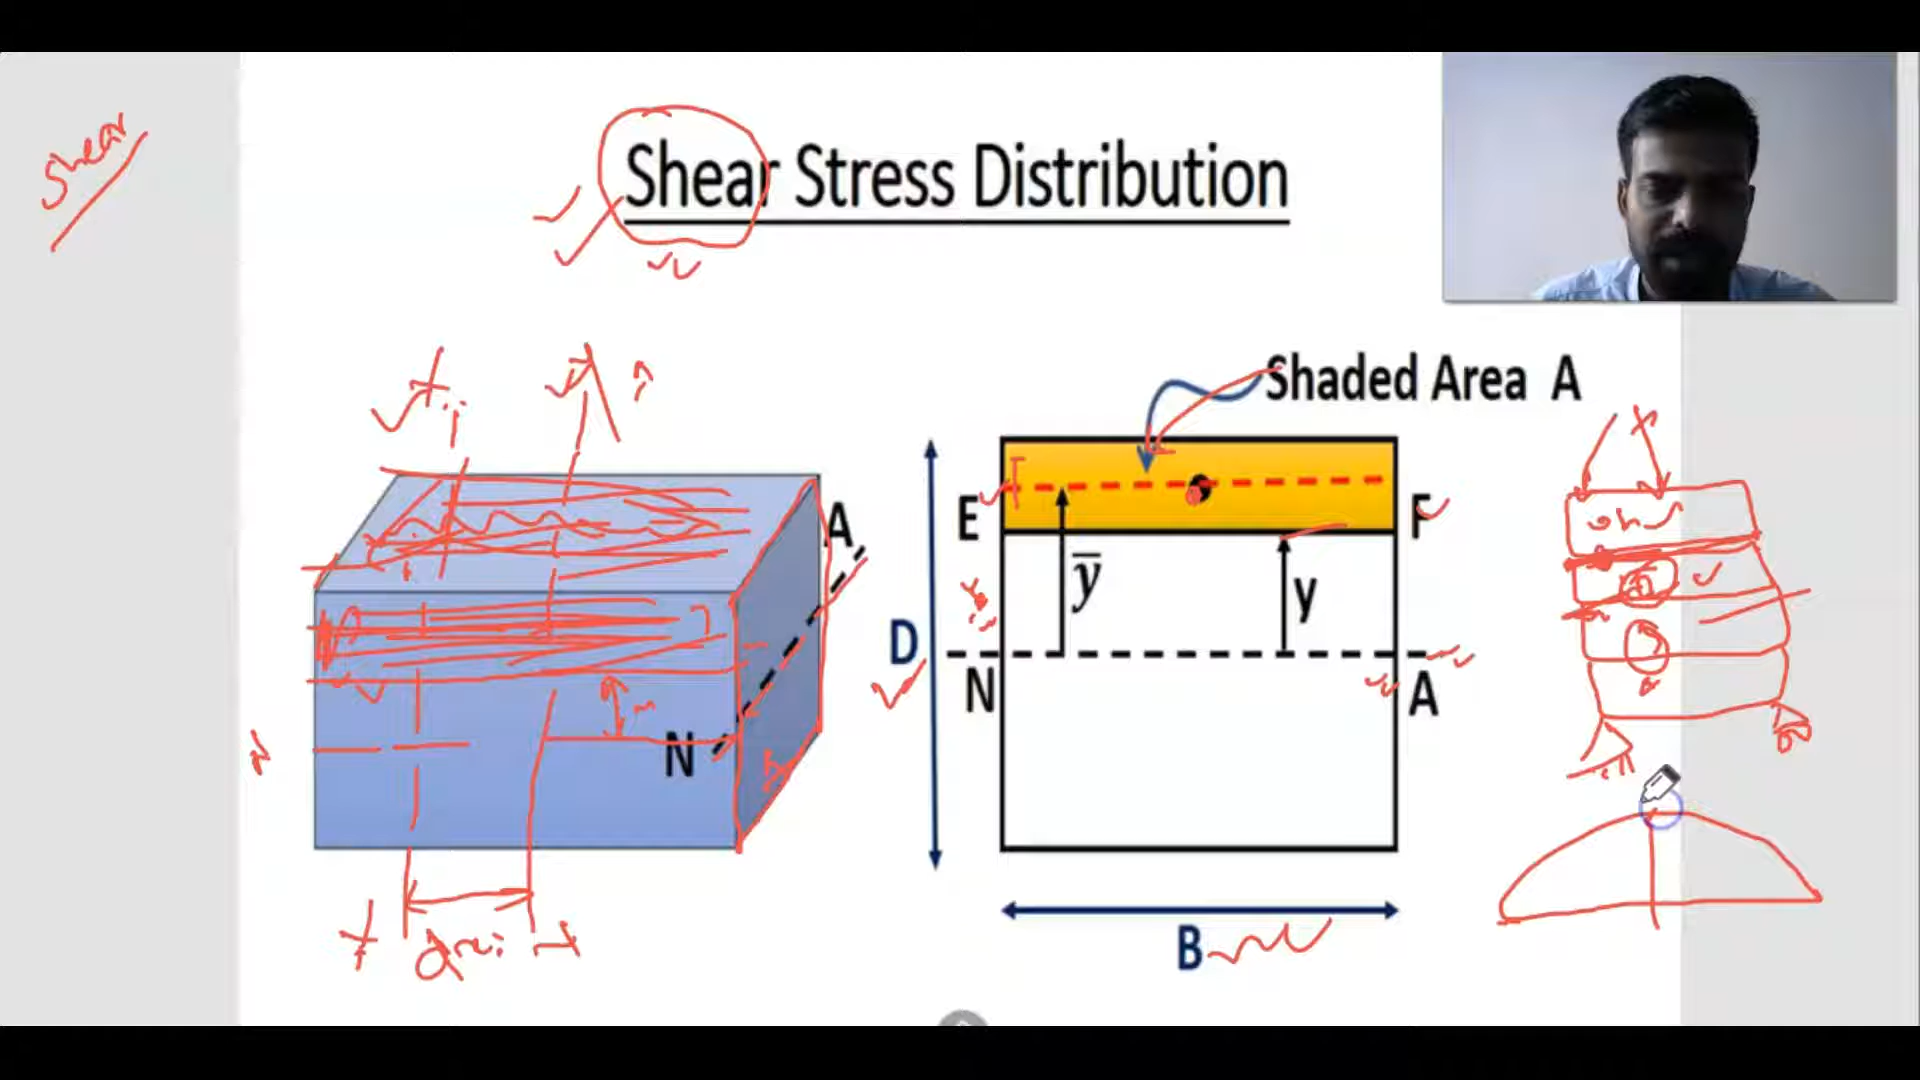 Shear
Shear Stress Distribution
Shaded Area A
A
E
F
y̅
y
D
N
A
N
B